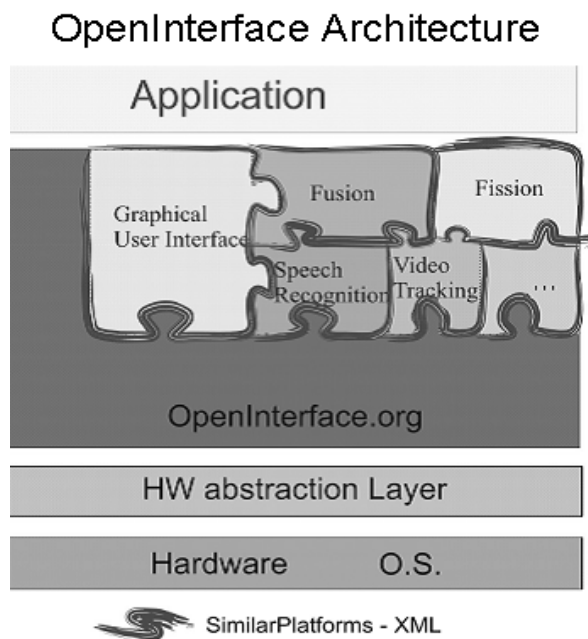 OpenInterface Architecture
Application
Graphical
User Interface
Fusion
Fission
Speech
Recognition
Video
Tracking
...
OpenInterface.org
HW abstraction Layer
Hardware O.S.
SimilarPlatforms - XML